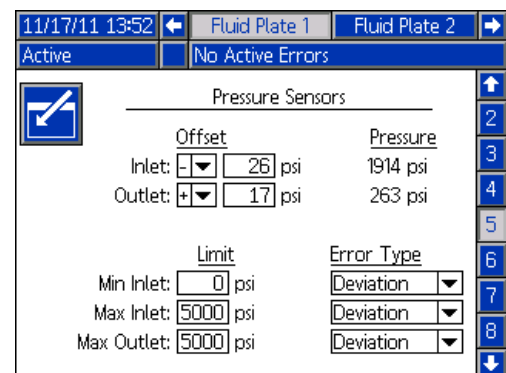 11/17/11 13:52 Fluid Plate 1 Fluid Plate 2
Active No Active Errors
Pressure Sensors
Offset Pressure
Inlet: - 26 psi 1914 psi
Outlet: + 17 psi 263 psi
Limit Error Type
Min Inlet: 0 psi Deviation
Max Inlet: 5000 psi Deviation
Max Outlet: 5000 psi Deviation
2
3
4
5
6
7
8